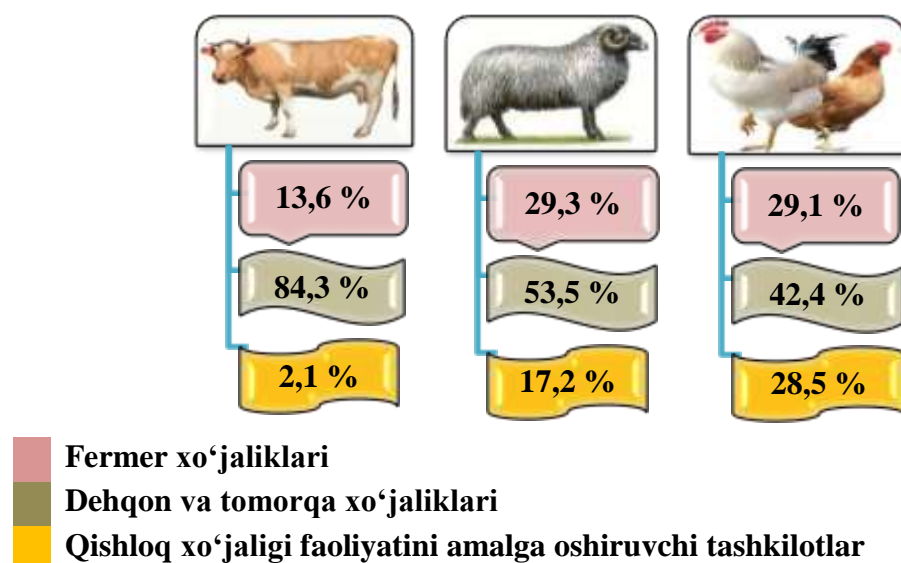 13,6 % 29,3 % 29,1 %
84,3 % 53,5 % 42,4 %
2,1 % 17,2 % 28,5 %
Fermer xo‘jaliklari
Dehqon va tomorqa xo‘jaliklari
Qishloq xo‘jaligi faoliyatini amalga oshiruvchi tashkilotlar